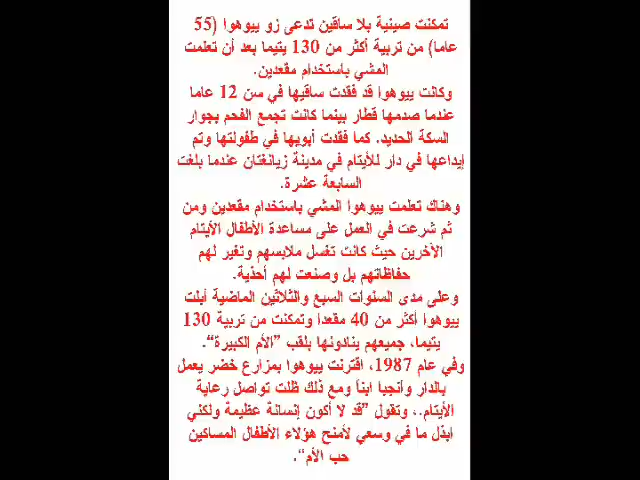 تمكنت صينية بلا ساقين تدعى زو ييوهوا (55
عاما) من تربية أكثر من 130 يتيما بعد أن تعلمت
المشي باستخدام مقعدين.
وكانت ييوهوا قد فقدت ساقيها في سن 12 عاما
عندما صدمها قطار بينما كانت تجمع الفحم بجوار
السكة الحديد. كما فقدت أبويها في طفولتها وتم
إيداعها في دار للأيتام في مدينة زيانغتان عندما بلغت
السابعة عشرة.
وهناك تعلمت ييوهوا المشي باستخدام مقعدين ومن
ثم شرعت في العمل على مساعدة الأطفال الأيتام
الآخرين حيث كانت تغسل ملابسهم وتغير لهم
حفاظاتهم بل وصنعت لهم أحذية.
وعلى مدى السنوات السبع والثلاثين الماضية أبلت
ييوهوا أكثر من 40 مقعداً وتمكنت من تربية 130
يتيما، جميعهم ينادونها بلقب “الأم الكبيرة“.
وفي عام 1987، اقترنت ييوهوا بمزارع خضر يعمل
بالدار وأنجبا ابناً ومع ذلك ظلت تواصل رعاية
الأيتام.، وتقول “قد لا أكون إنسانة عظيمة ولكني
ابذل ما في وسعي لأمنح هؤلاء الأطفال المساكين
حب الأم“.